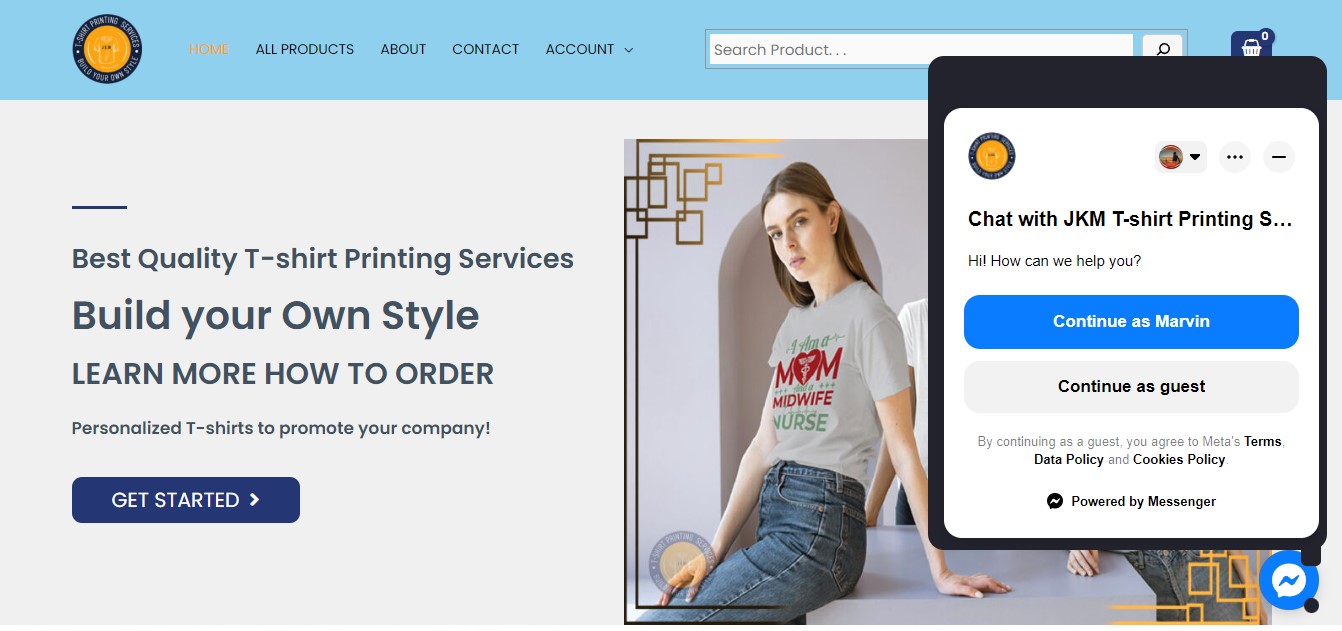 T-SHIRT PRINTING SERVICES
JKM
BUILD YOUR OWN STYLE
HOME
ALL PRODUCTS
ABOUT
CONTACT
ACCOUNT
Search Product. . .
0
Best Quality T-shirt Printing Services
Build your Own Style
LEARN MORE HOW TO ORDER
Personalized T-shirts to promote your company!
GET STARTED
I Am a
MOM
and a
MIDWIFE
NURSE
T-SHIRT PRINTING SERVICES
Chat with JKM T-shirt Printing S...
Hi! How can we help you?
Continue as Marvin
Continue as guest
By continuing as a guest, you agree to Meta's Terms,
Data Policy and Cookies Policy.
Powered by Messenger